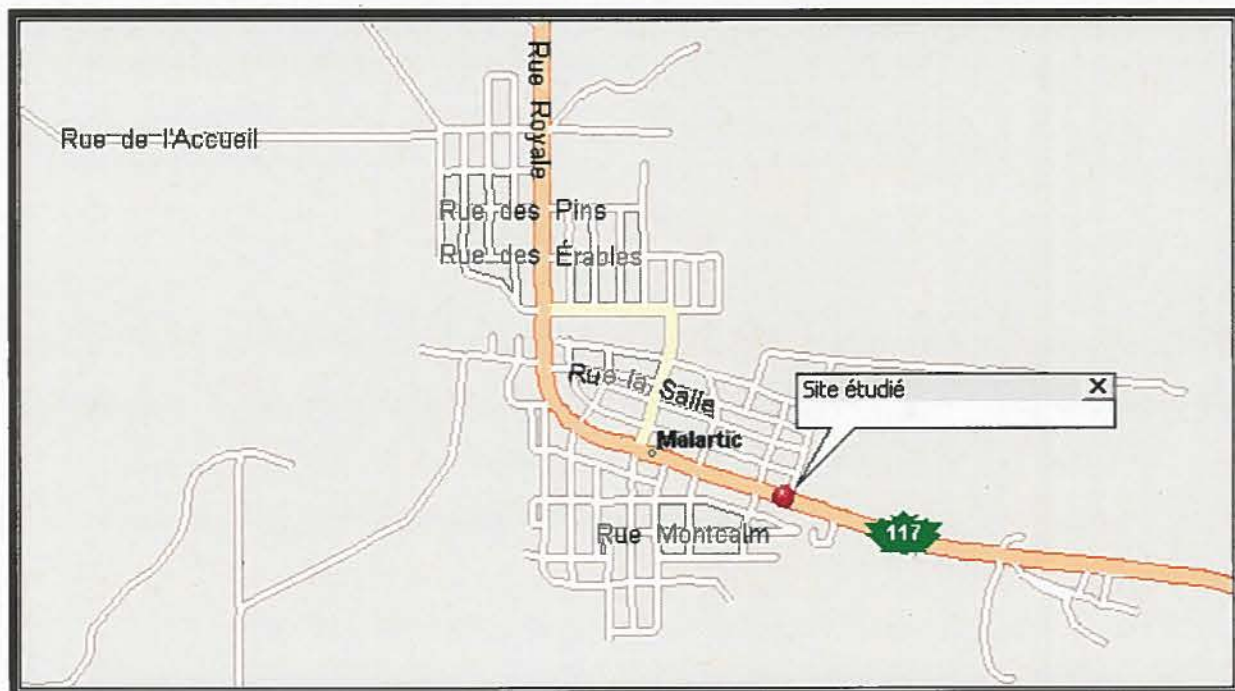 Rue Royale
Rue de l'Accueil
Rue des Pins
Rue des Érables
Rue la Salle
Site étudié X
Malartic
Rue Montcalm
117